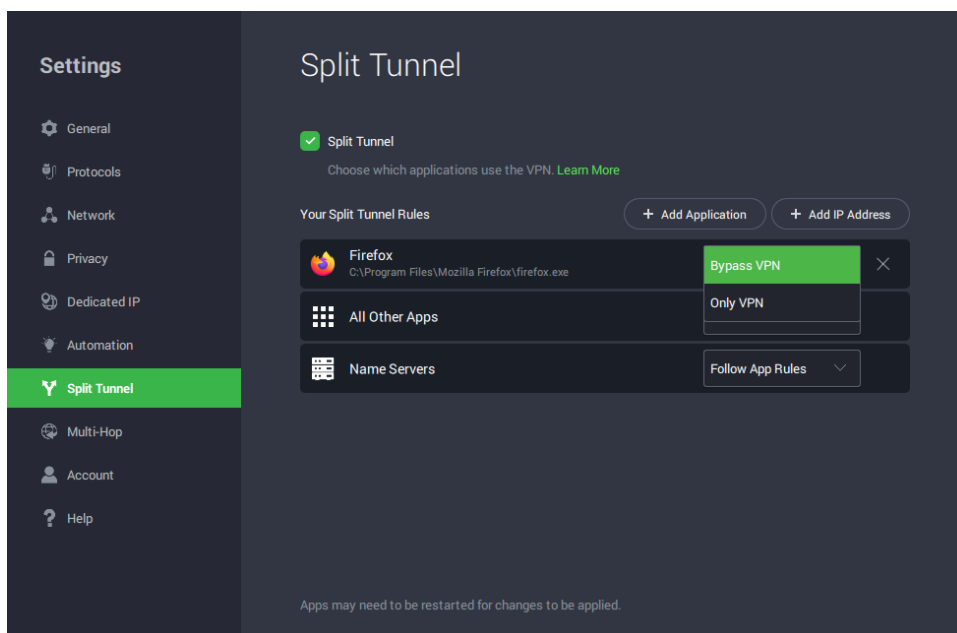 Settings
General
Protocols
Network
Privacy
Dedicated IP
Automation
Split Tunnel
Multi-Hop
Account
Help
Split Tunnel
Split Tunnel
Choose which applications use the VPN. Learn More
Your Split Tunnel Rules
+ Add Application
+ Add IP Address
Firefox
C:\Program Files\Mozilla Firefox\firefox.exe
Bypass VPN
Only VPN
All Other Apps
Name Servers
Follow App Rules
Apps may need to be restarted for changes to be applied.